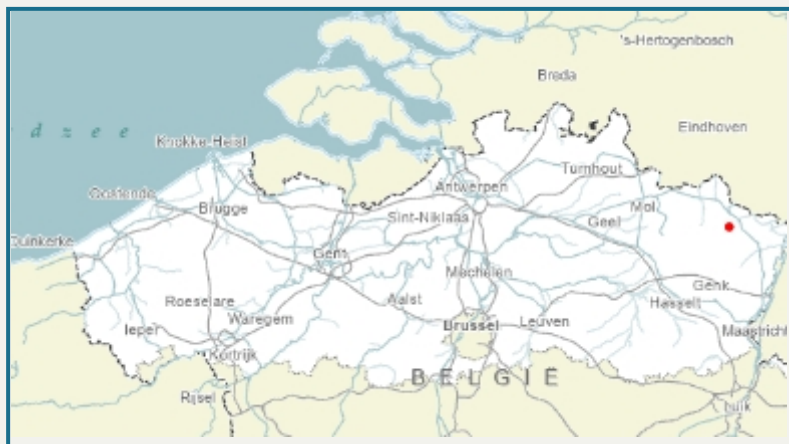 's-Hertogenbosch
Breda
d z e e
Eindhoven
Knokke-Heist
Turnhout
Antwerpen
Oostende
Brugge
Mol
Sint-Niklaas
Geel
Duinkerke
Gent
Mechelen
Genk
Roeselare
Aalst
Hasselt
Ieper
Waregem
Brussel
Leuven
Maastricht
Kortrijk
BELGIË
Rijsel
Luik